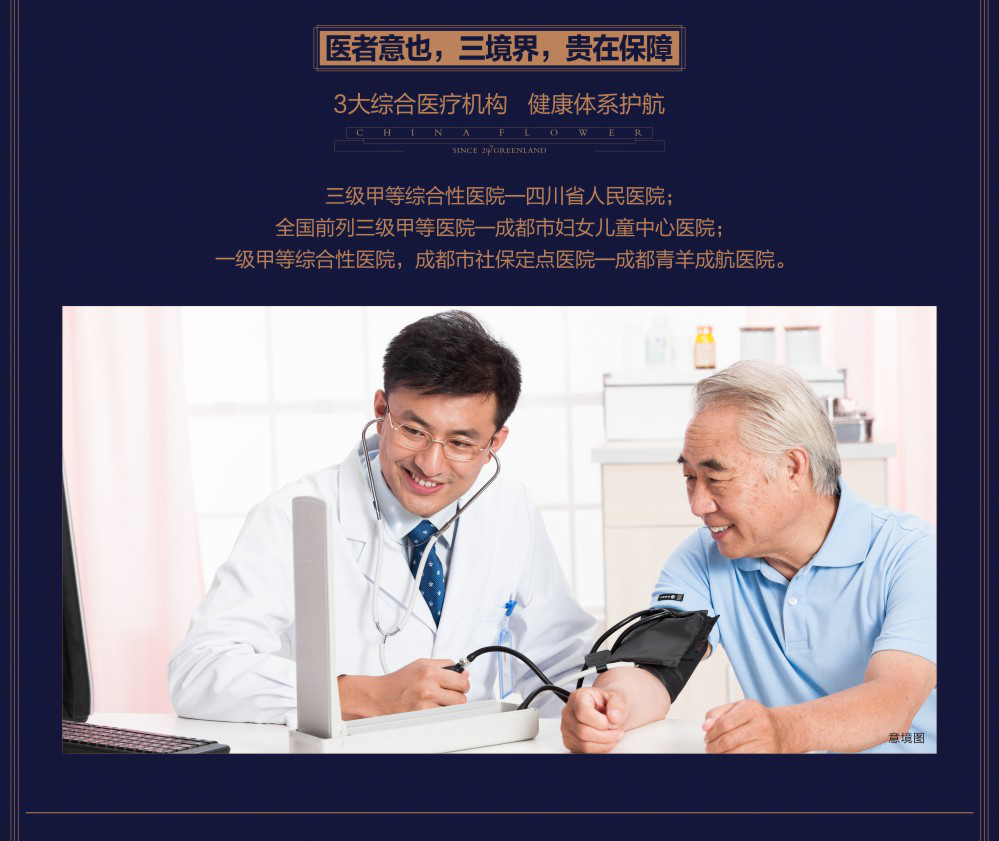 医者意也，三境界，贵在保障
3大综合医疗机构 健康体系护航
CHINA FLOWER
SINCE 20 GREENLAND
三级甲等综合性医院—四川省人民医院；
全国前列三级甲等医院—成都市妇女儿童中心医院；
一级甲等综合性医院，成都市社保定点医院—成都青羊成航医院。
意境图